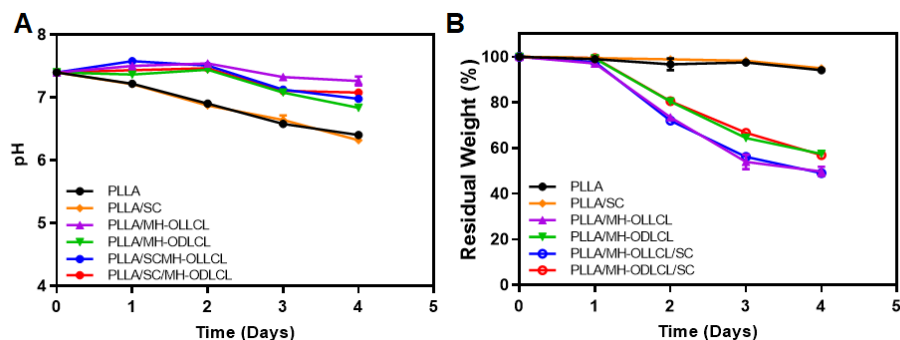 A
pH
8
7
6
5
4
PLLA
PLLA/SC
PLLA/MH-OLLCL
PLLA/MH-ODLCL
PLLA/SCMH-OLLCL
PLLA/SC/MH-ODLCL
0 1 2 3 4 5
Time (Days)
B
Residual Weight (%)
100
80
60
40
20
0
PLLA
PLLA/SC
PLLA/MH-OLLCL
PLLA/MH-ODLCL
PLLA/MH-OLLCL/SC
PLLA/MH-ODLCL/SC
0 1 2 3 4 5
Time (Days)